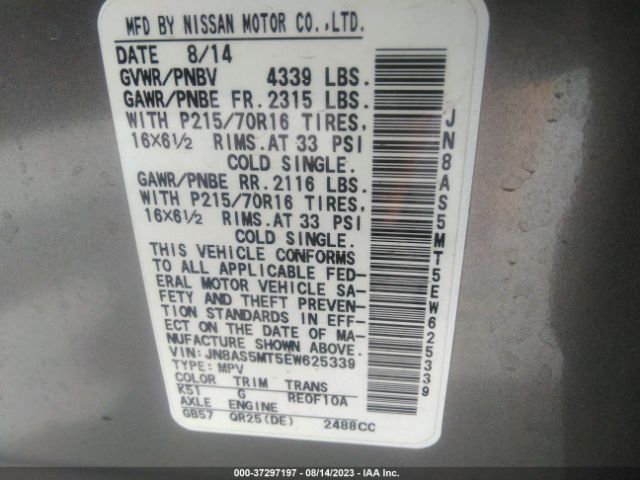 MFD BY NISSAN MOTOR CO.,LTD.
DATE 8/14
GVWR/PNBV 4339 LBS.
GAWR/PNBE FR. 2315 LBS.
WITH P215/70R16 TIRES,
16X6½ RIMS. AT 33 PSI
COLD SINGLE.
GAWR/PNBE RR. 2116 LBS.
WITH P215/70R16 TIRES,
16X6½ RIMS. AT 33 PSI
COLD SINGLE.
THIS VEHICLE CONFORMS
TO ALL APPLICABLE FED-
ERAL MOTOR VEHICLE SA-
FETY AND THEFT PREVEN-
TION STANDARDS IN EFF-
ECT ON THE DATE OF MA-
NUFACTURE SHOWN ABOVE.
VIN: JN8AS5MT5EW625339
TYPE: MPV
COLOR TRIM TRANS
K51 G RE0F10A
AXLE ENGINE
GB57 QR25(DE) 2488CC
JN8AS5MT5EW625339
000-37297197 - 08/14/2023 - IAA Corp.